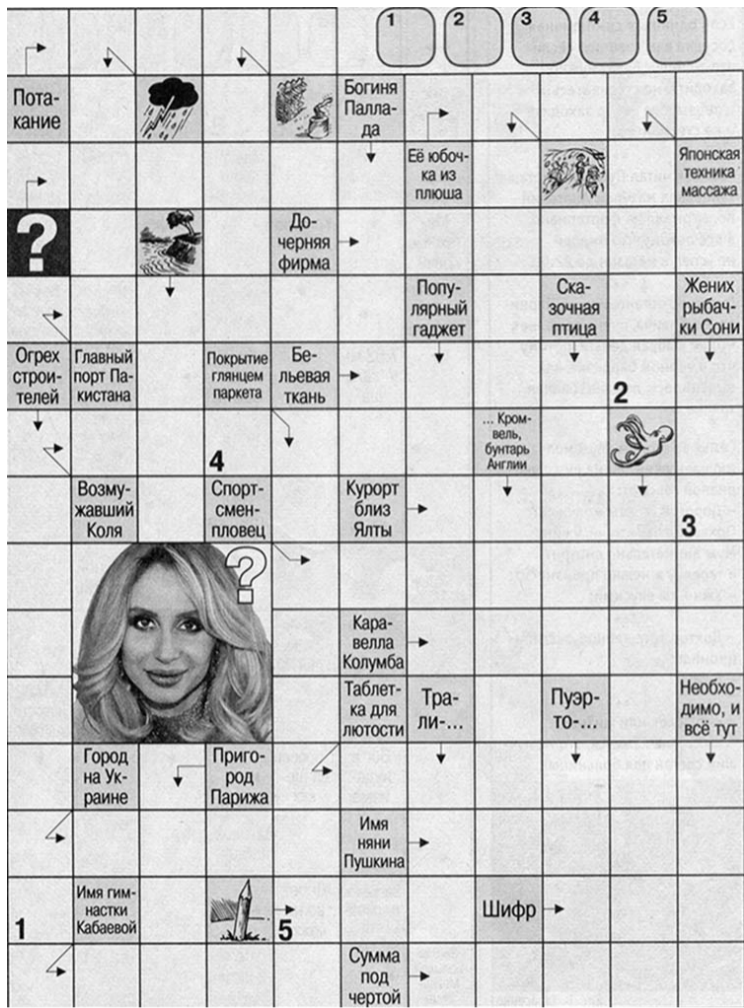 1 2 3 4 5
Пота-
кание
Богиня
Палла-
да
Её юбоч-
ка из
плюша
Японская
техника
массажа
?
До-
черняя
фирма
Попу-
лярный
гаджет
Ска-
зочная
птица
Жених
рыбач-
ки Сони
Огрех
строи-
телей
Главный
порт Па-
кистана
Покрытие
глянцем
паркета
Бе-
льевая
ткань
2
4
... Кром-
вель,
бунтарь
Англии
Возму-
жавший
Коля
Спорт-
смен-
пловец
Курорт
близ
Ялты
3
?
Кара-
велла
Колумба
Таблет-
ка для
лютости
Тра-
ли-...
Пуэр-
то-...
Необхо-
димо, и
всё тут
Город
на Ук-
раине
Приго-
род
Парижа
Имя
няни
Пушкина
1
Имя гим-
настки
Кабаевой
5
Шифр
Сумма
под
чертой